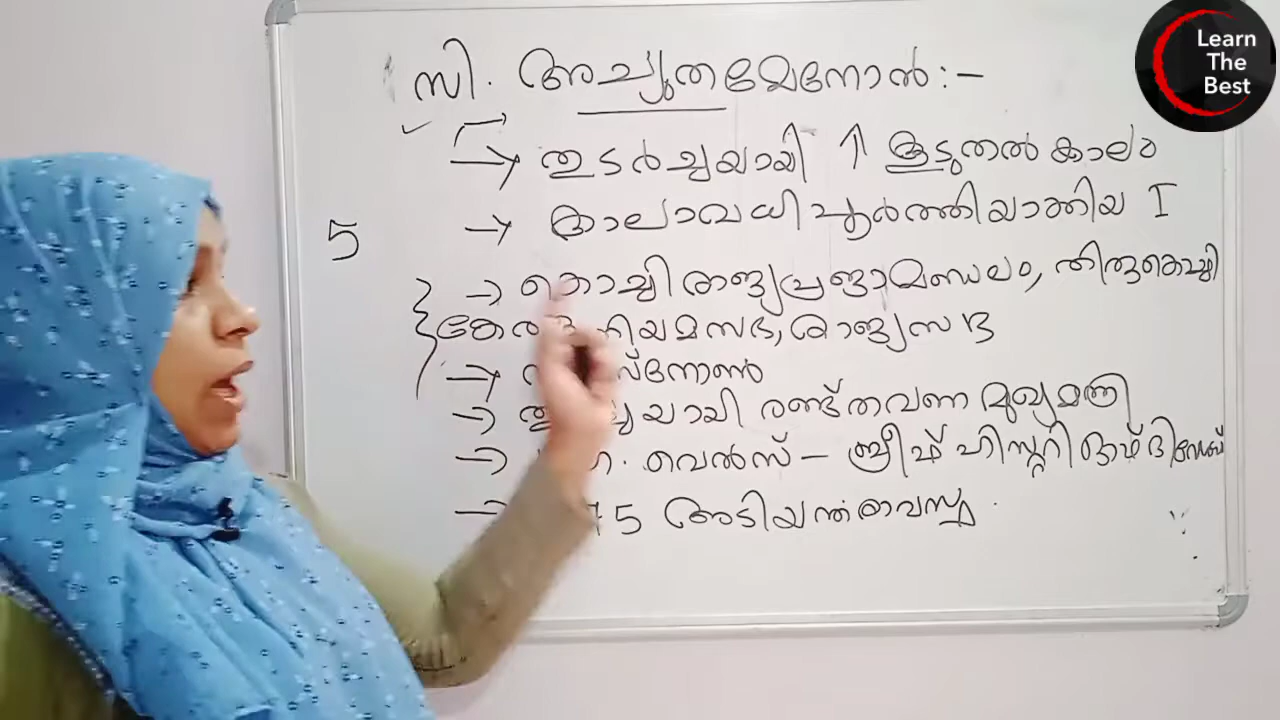 സി. അച്യുതമേനോൻ:-
→ തുടർച്ചയായി ↑ കൂടുതൽ കാലം
5 → കാലാവധി പൂർത്തിയാക്കിയ I
→ കൊച്ചി രാജ്യപ്രജാമണ്ഡലം, തിരുകൊച്ചി
നിയമസഭ, രാജ്യസഭ
→
→ രണ്ട് തവണ മുഖ്യമന്ത്രി
→ വെൽസ് – ബ്രീഫ് ഹിസ്റ്ററി ഓഫ് ദി
→ 75 അടിയന്തരാവസ്ഥ.
Learn
The
Best